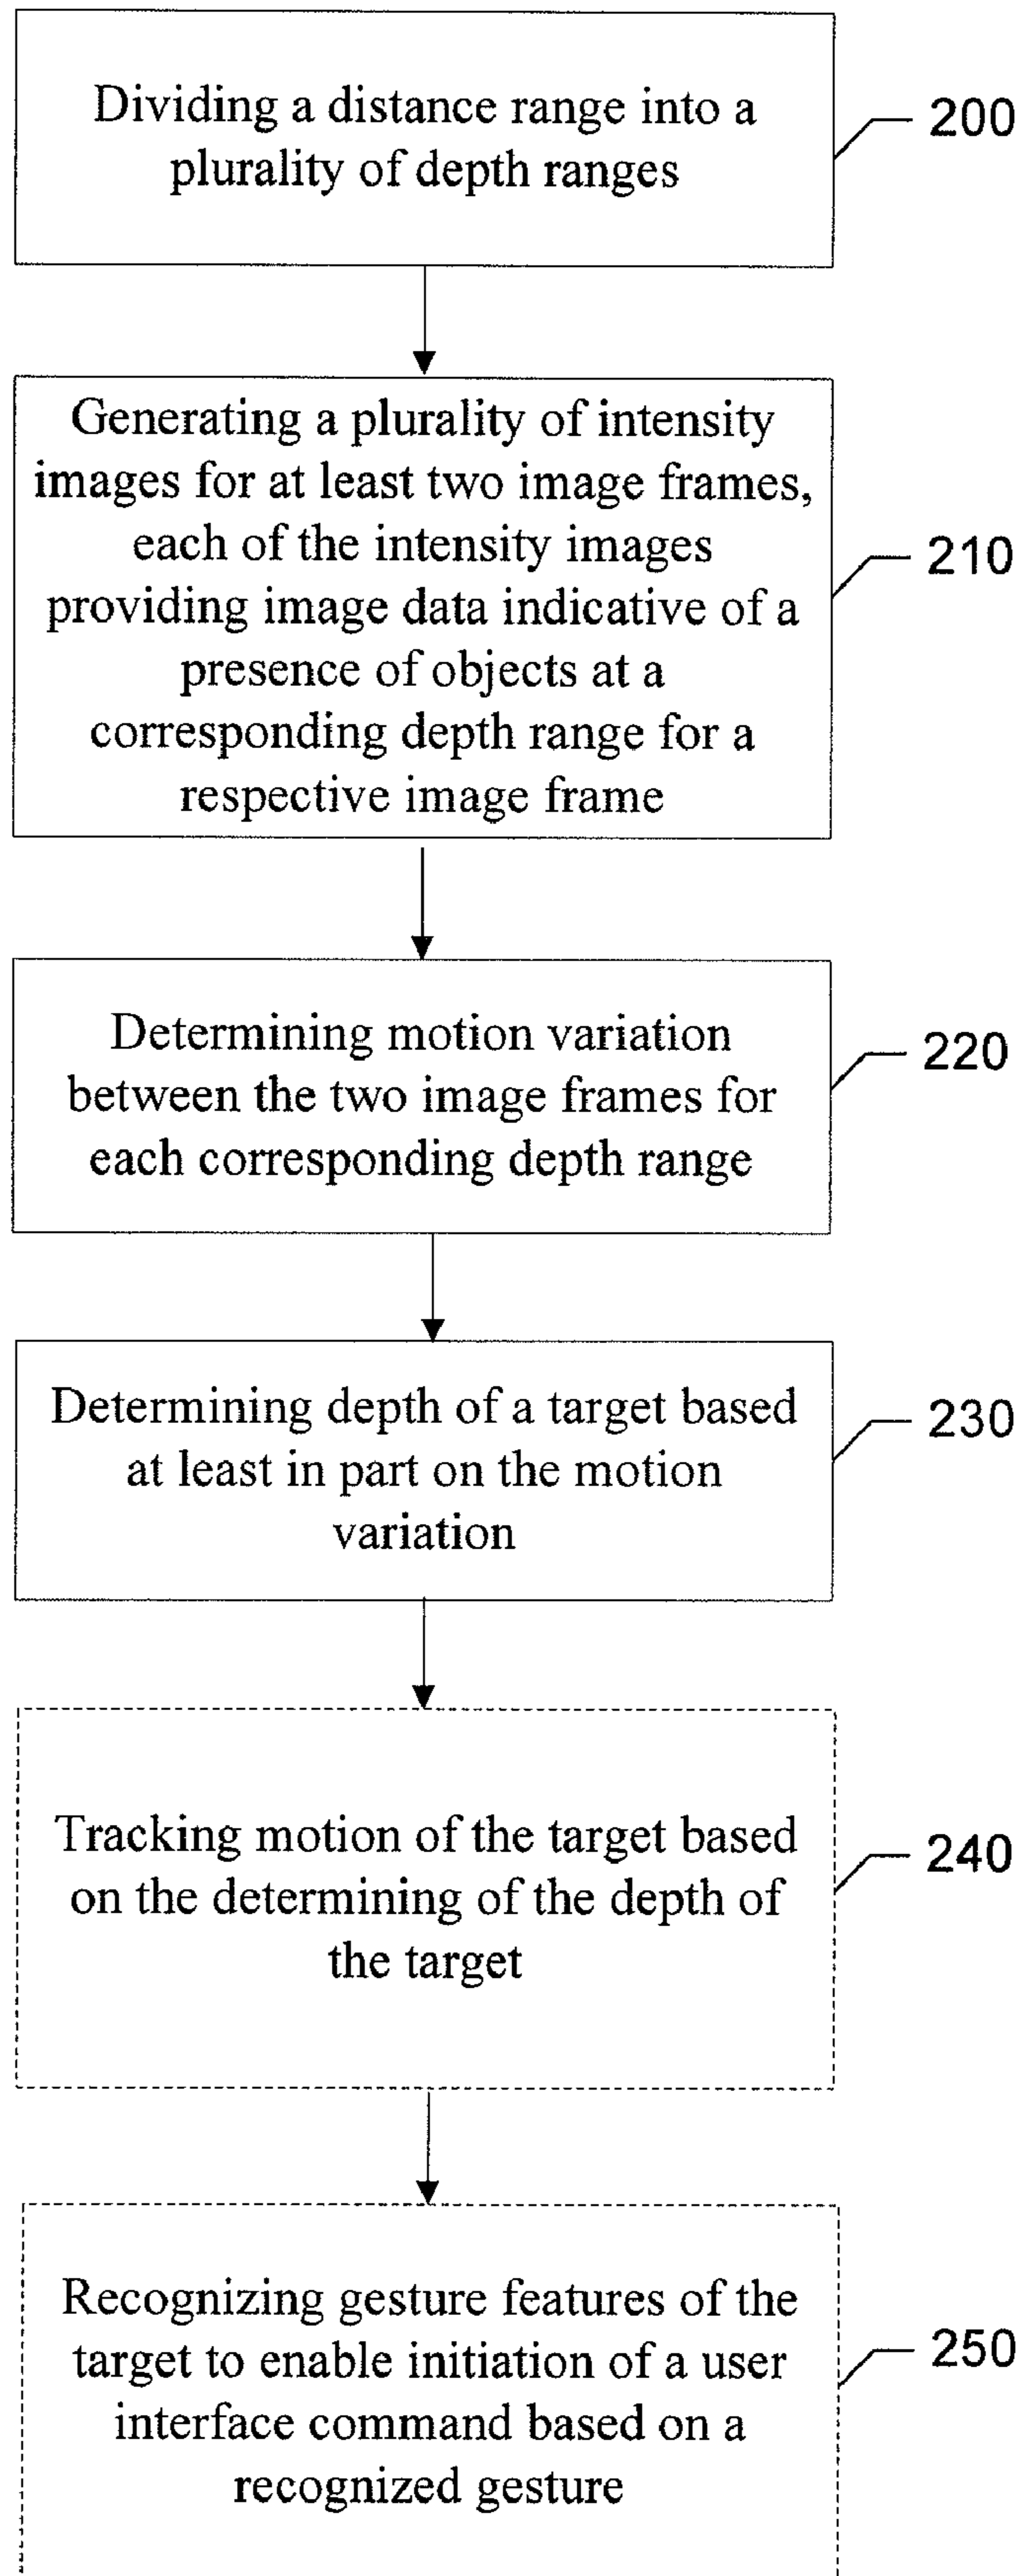 Dividing a distance range into a
plurality of depth ranges
200
Generating a plurality of intensity
images for at least two image frames,
each of the intensity images
providing image data indicative of a
presence of objects at a
corresponding depth range for a
respective image frame
210
Determining motion variation
between the two image frames for
each corresponding depth range
220
Determining depth of a target based
at least in part on the motion
variation
230
Tracking motion of the target based
on the determining of the depth of
the target
240
Recognizing gesture features of the
target to enable initiation of a user
interface command based on a
recognized gesture
250